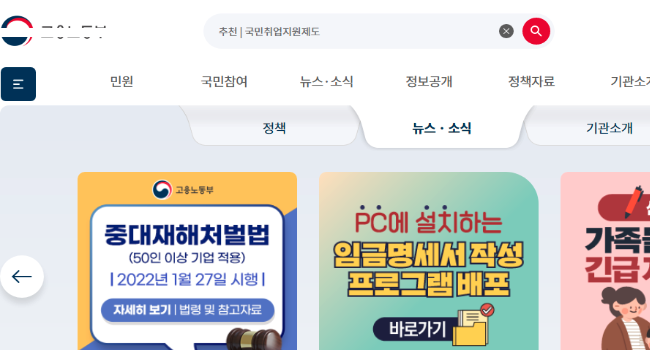 고용노동부
추천 | 국민취업지원제도
민원
국민참여
뉴스·소식
정보공개
정책자료
기관소개
정책
뉴스·소식
기관소개
고용노동부
중대재해처벌법
(50인 이상 기업 적용)
| 2022년 1월 27일 시행 |
자세히 보기 | 법령 및 참고자료
PC에 설치하는
임금명세서 작성
프로그램 배포
바로가기
가족돌
긴급지